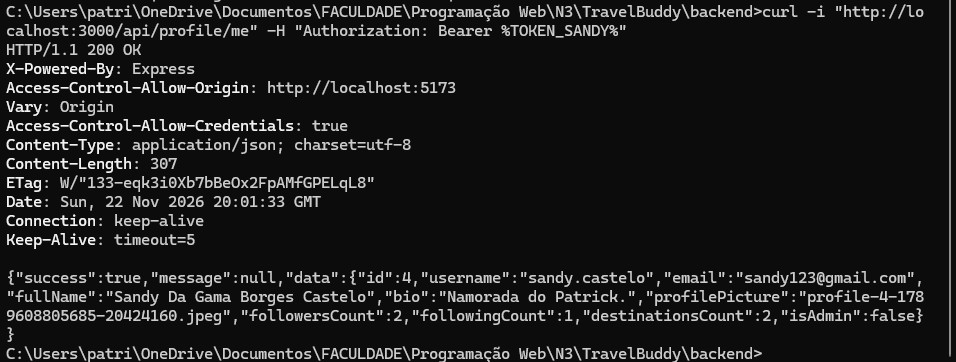 C:\Users\patri\OneDrive\Documentos\FACULDADE\Programação Web\N3\TravelBuddy\backend>curl -i "http://lo
calhost:3000/api/profile/me" -H "Authorization: Bearer %TOKEN_SANDY%"
HTTP/1.1 200 OK
X-Powered-By: Express
Access-Control-Allow-Origin: http://localhost:5173
Vary: Origin
Access-Control-Allow-Credentials: true
Content-Type: application/json; charset=utf-8
Content-Length: 307
ETag: W/"133-eqk3i0Xb7bBeOx2FpAMfGPELqL8"
Date: Sun, 22 Nov 2026 20:01:33 GMT
Connection: keep-alive
Keep-Alive: timeout=5
{"success":true,"message":null,"data":{"id":4,"username":"sandy.castelo","email":"sandy123@gmail.com",
"fullName":"Sandy Da Gama Borges Castelo","bio":"Namorada do Patrick.","profilePicture":"profile-4-178
9608805685-20424160.jpeg","followersCount":2,"followingCount":1,"destinationsCount":2,"isAdmin":false}
}
C:\Users\patri\OneDrive\Documentos\FACULDADE\Programação Web\N3\TravelBuddy\backend>